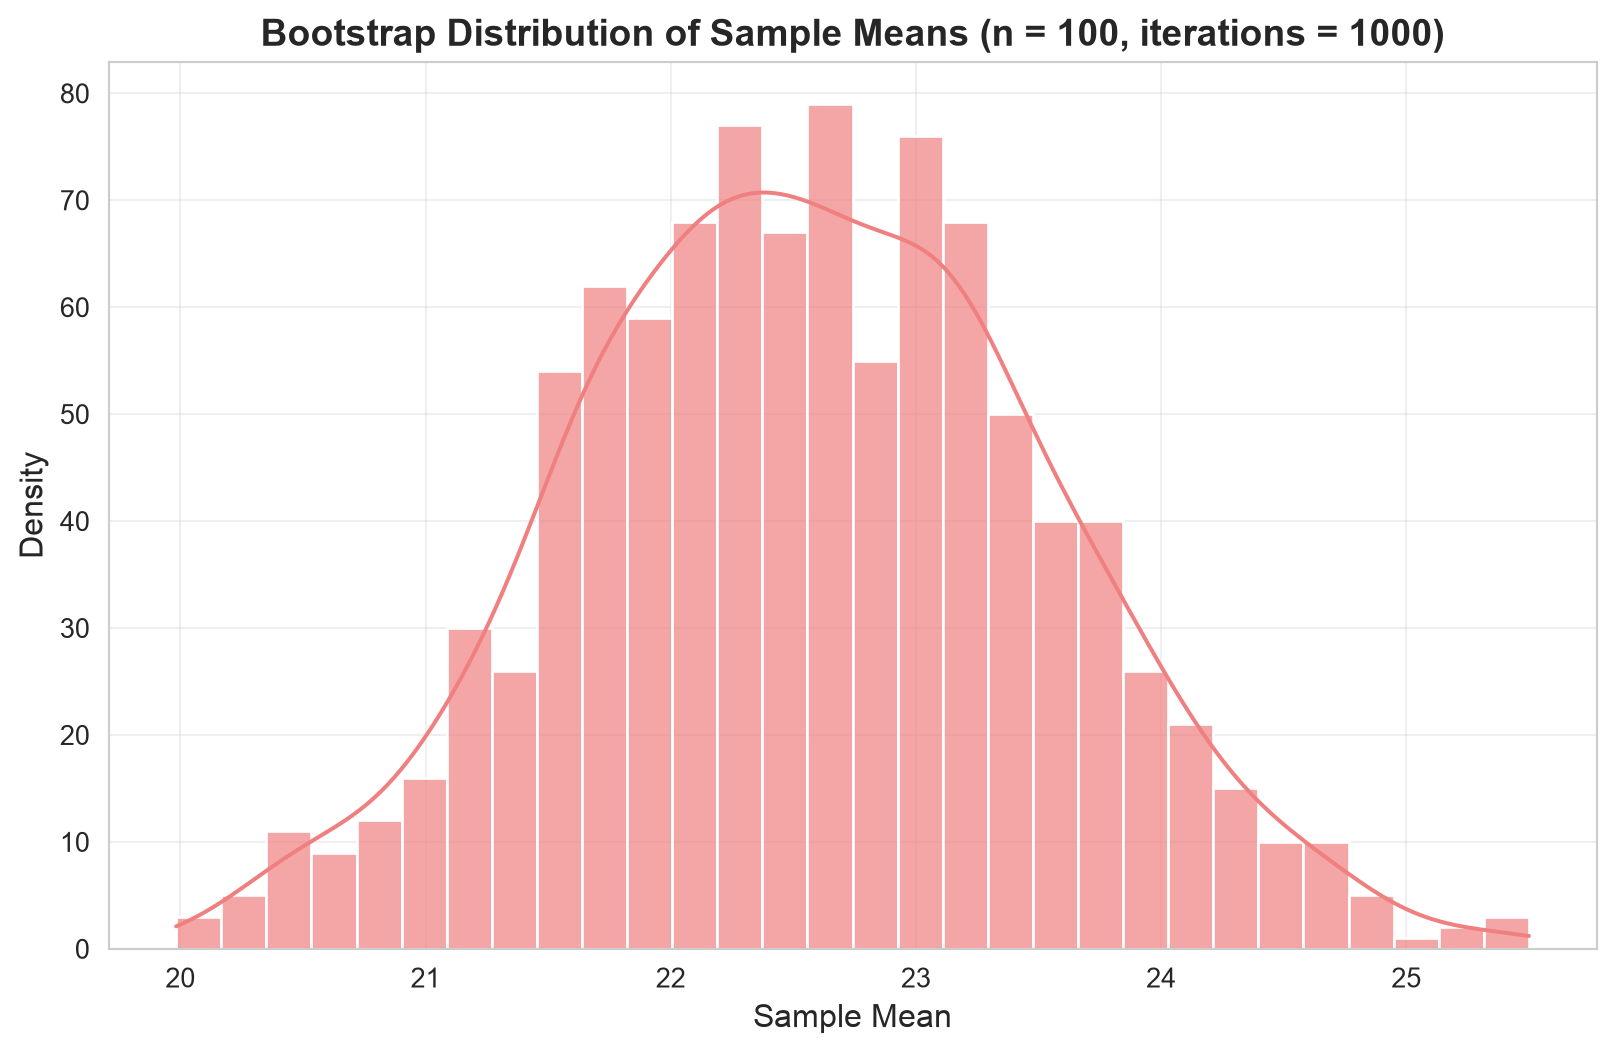 Bootstrap Distribution of Sample Means (n = 100, iterations = 1000)
80
70
60
50
40
30
20
10
0
Density
20 21 22 23 24 25
Sample Mean